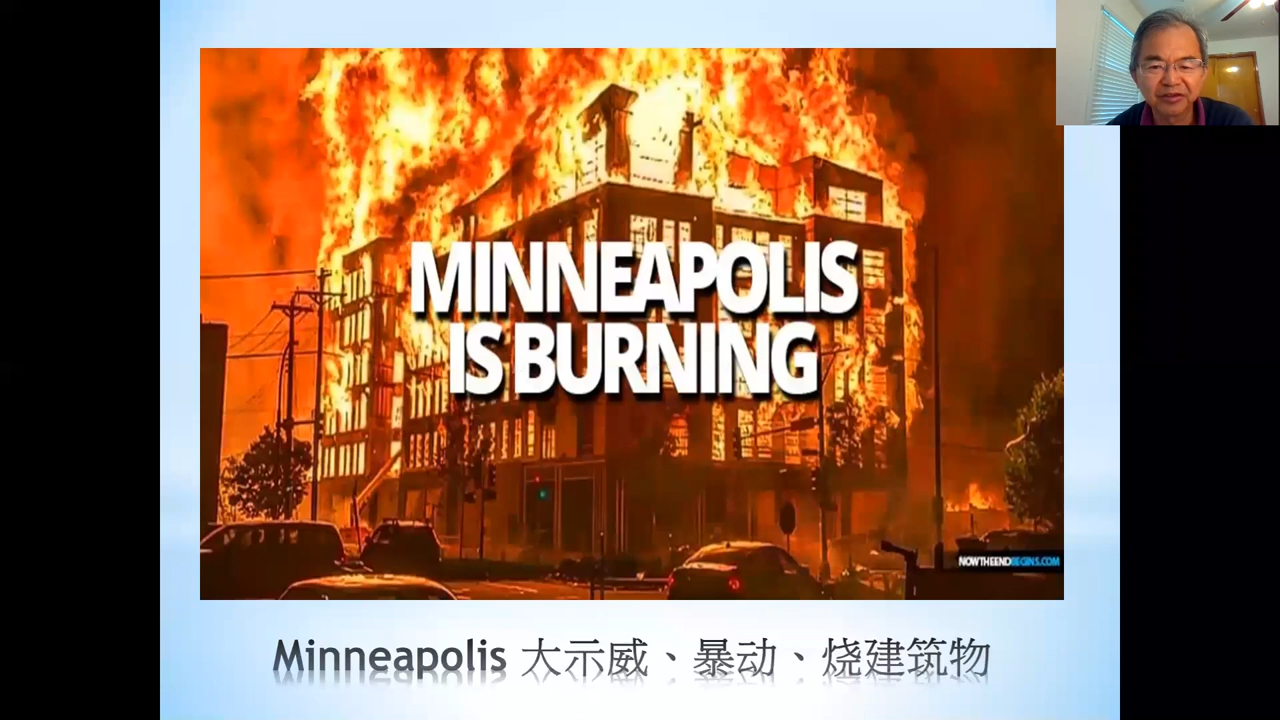 MINNEAPOLIS
IS BURNING
NOWTHEENDBEGINS.COM
Minneapolis 大示威、暴动、烧建筑物